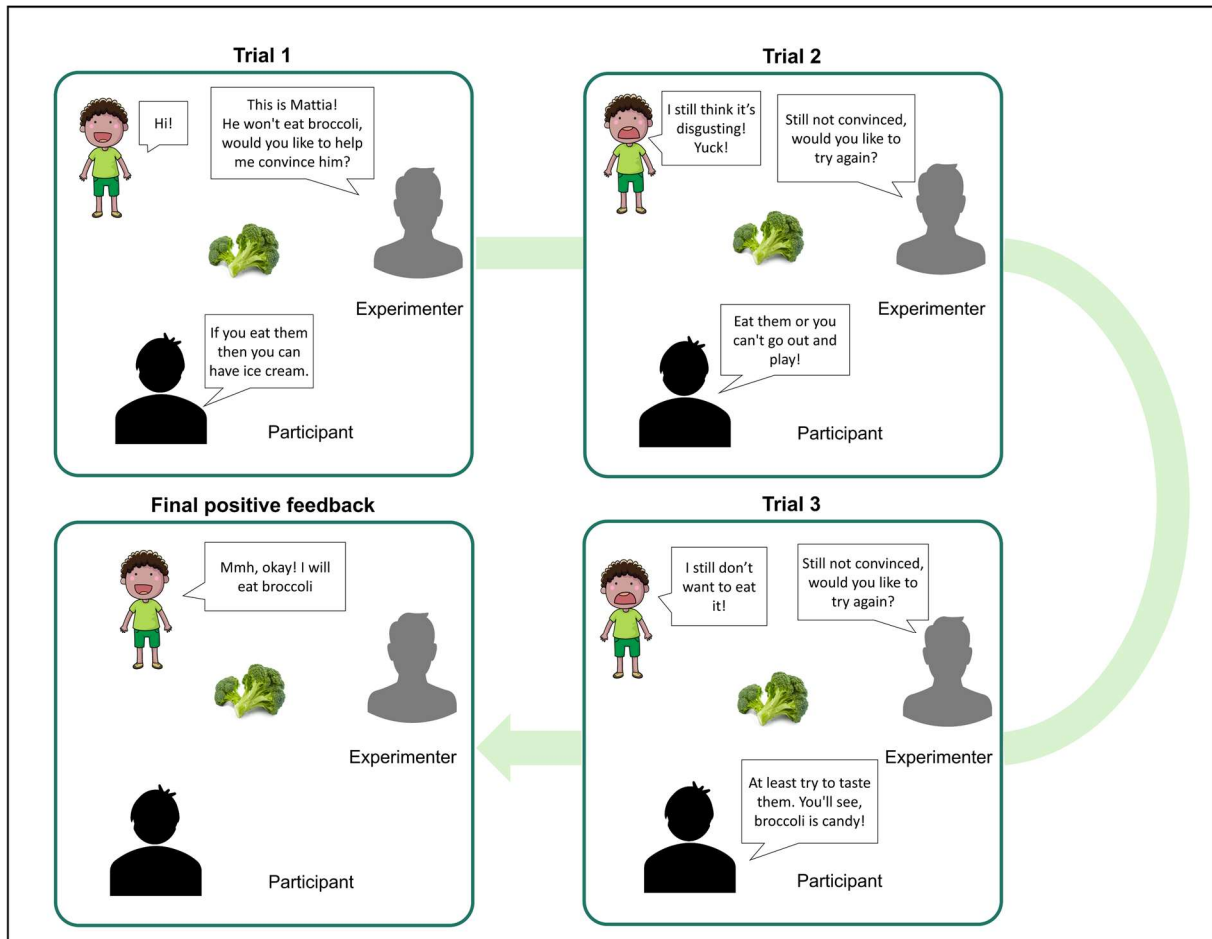 Trial 1
Hi!
This is Mattia!
He won't eat broccoli,
would you like to help
me convince him?
Experimenter
If you eat them
then you can
have ice cream.
Participant
Trial 2
I still think it’s
disgusting!
Yuck!
Still not convinced,
would you like to
try again?
Experimenter
Eat them or you
can't go out and
play!
Participant
Trial 3
I still don’t
want to eat
it!
Still not convinced,
would you like to
try again?
Experimenter
At least try to taste
them. You'll see,
broccoli is candy!
Participant
Final positive feedback
Mmh, okay! I will
eat broccoli
Experimenter
Participant